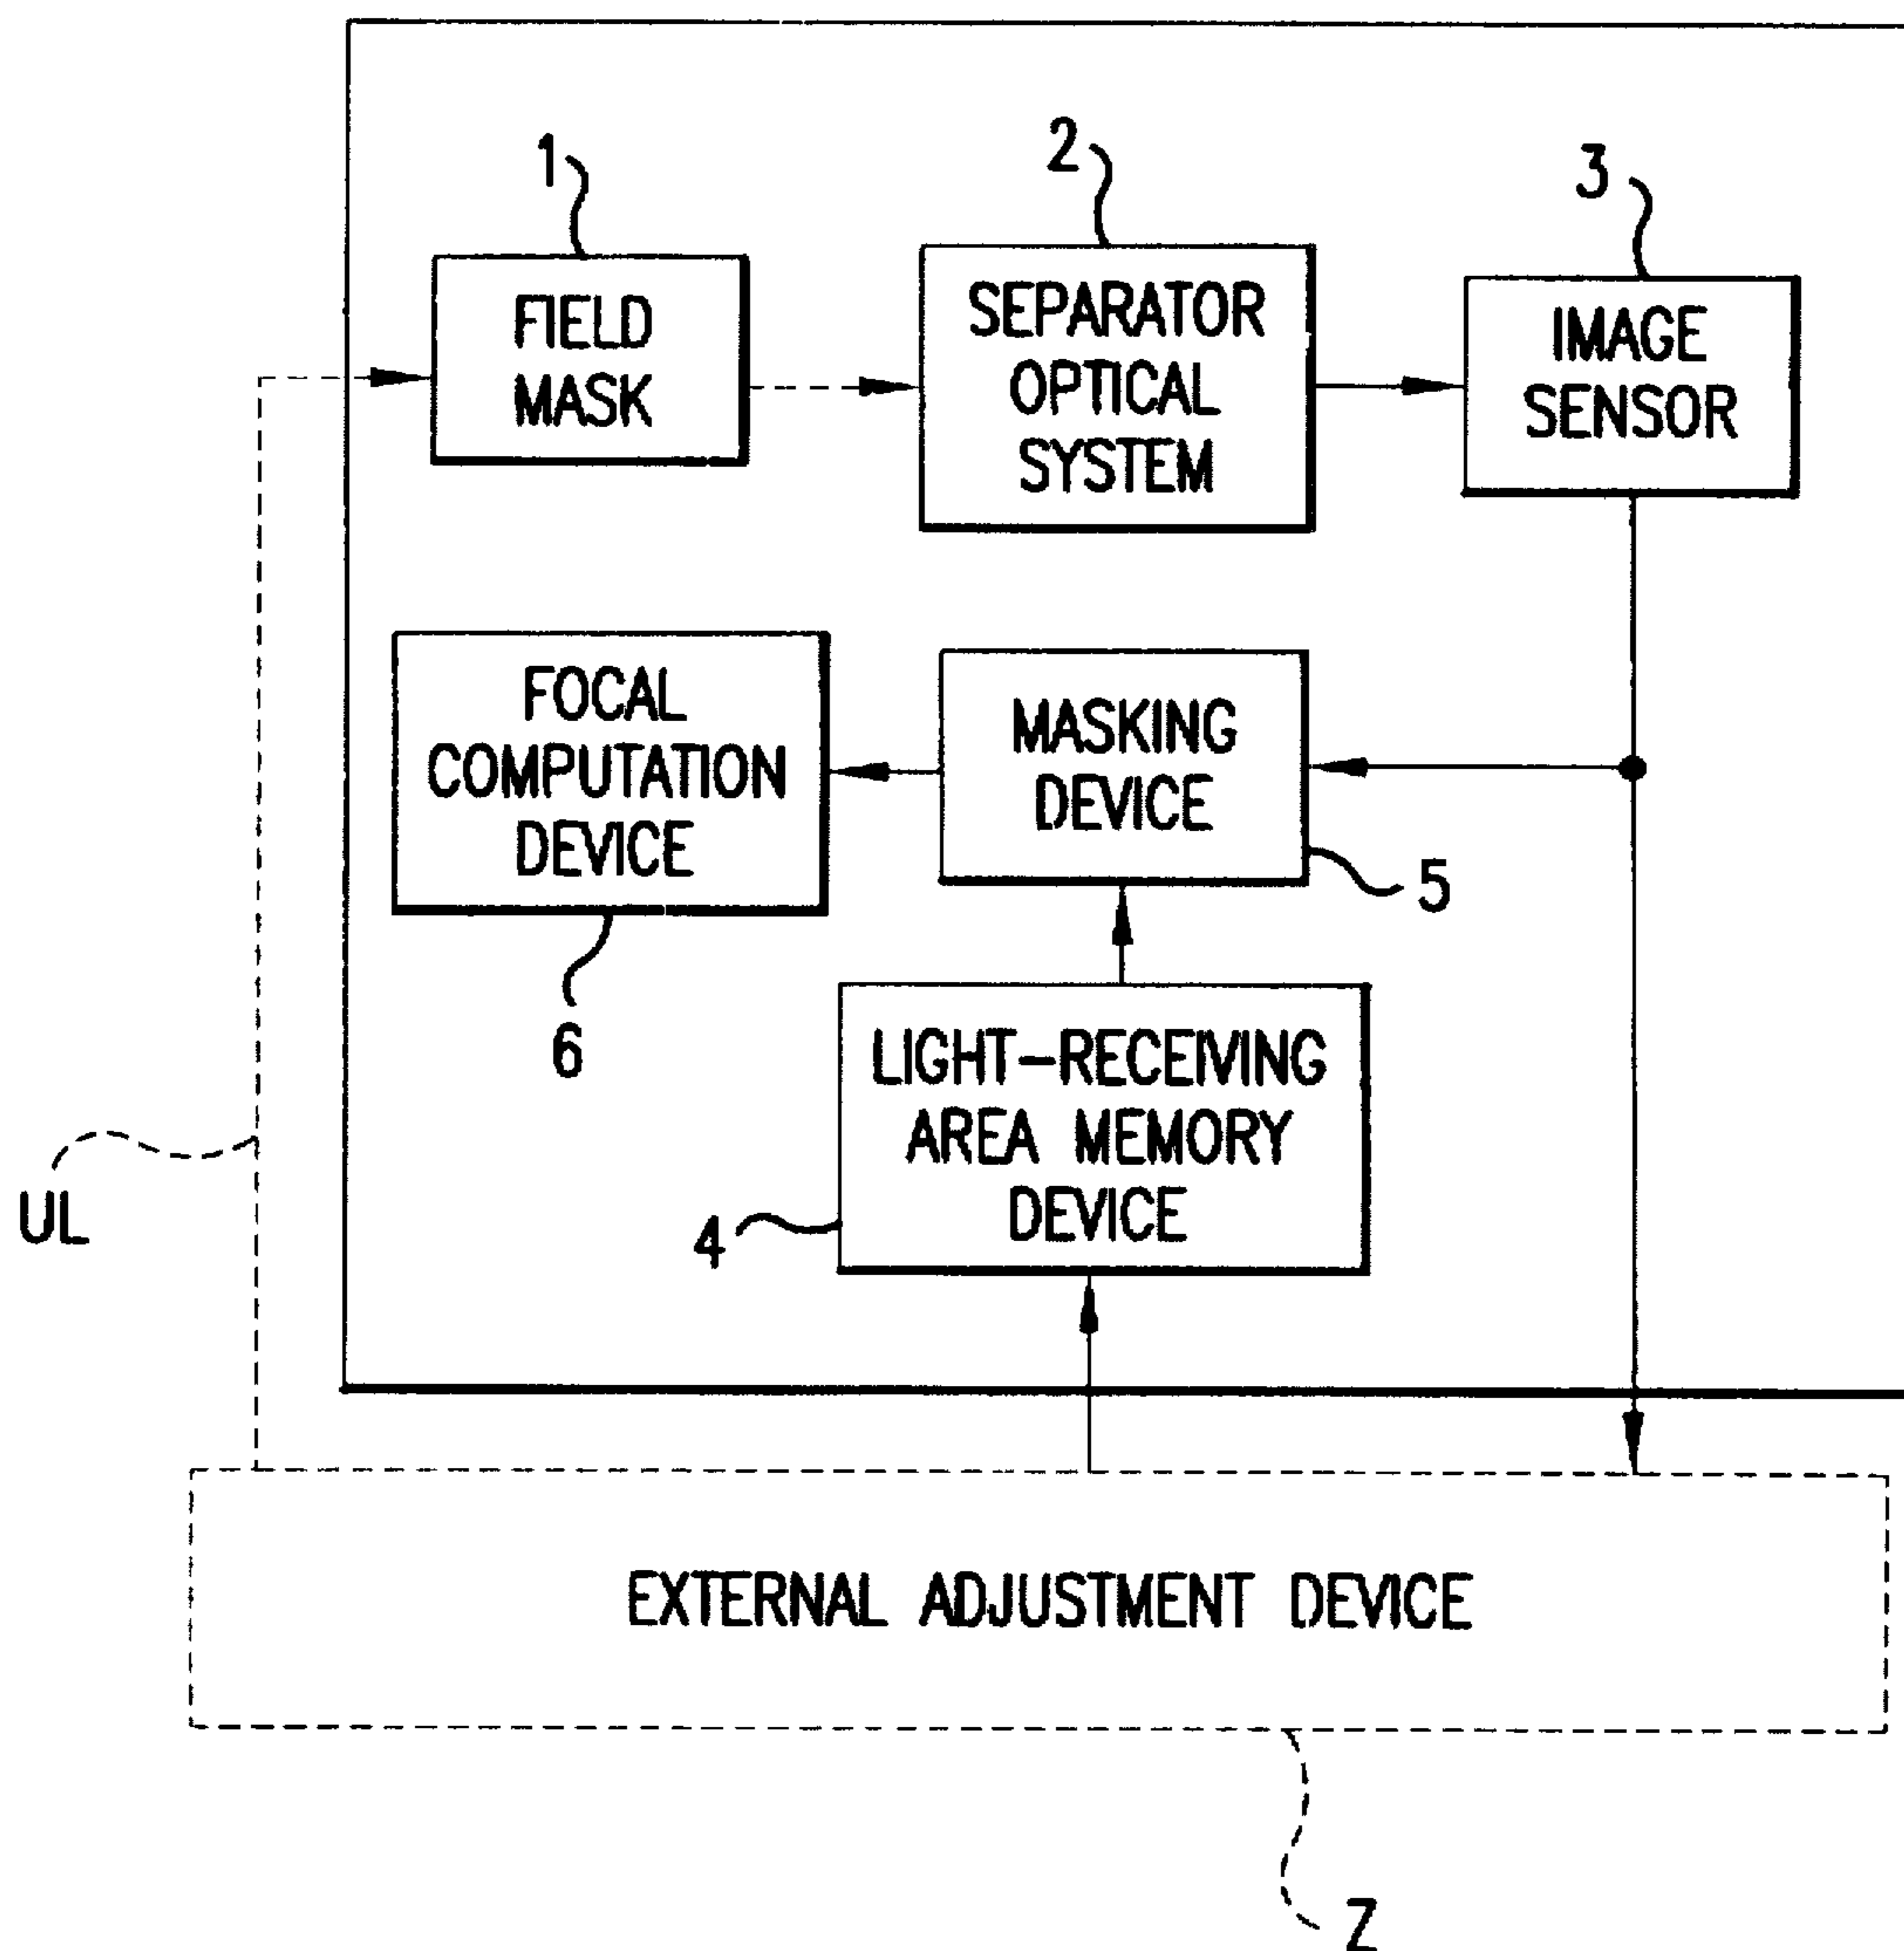 1
2
3
FIELD
MASK
SEPARATOR
OPTICAL
SYSTEM
IMAGE
SENSOR
FOCAL
COMPUTATION
DEVICE
MASKING
DEVICE
5
6
LIGHT-RECEIVING
AREA MEMORY
DEVICE
4
UL
EXTERNAL ADJUSTMENT DEVICE
Z